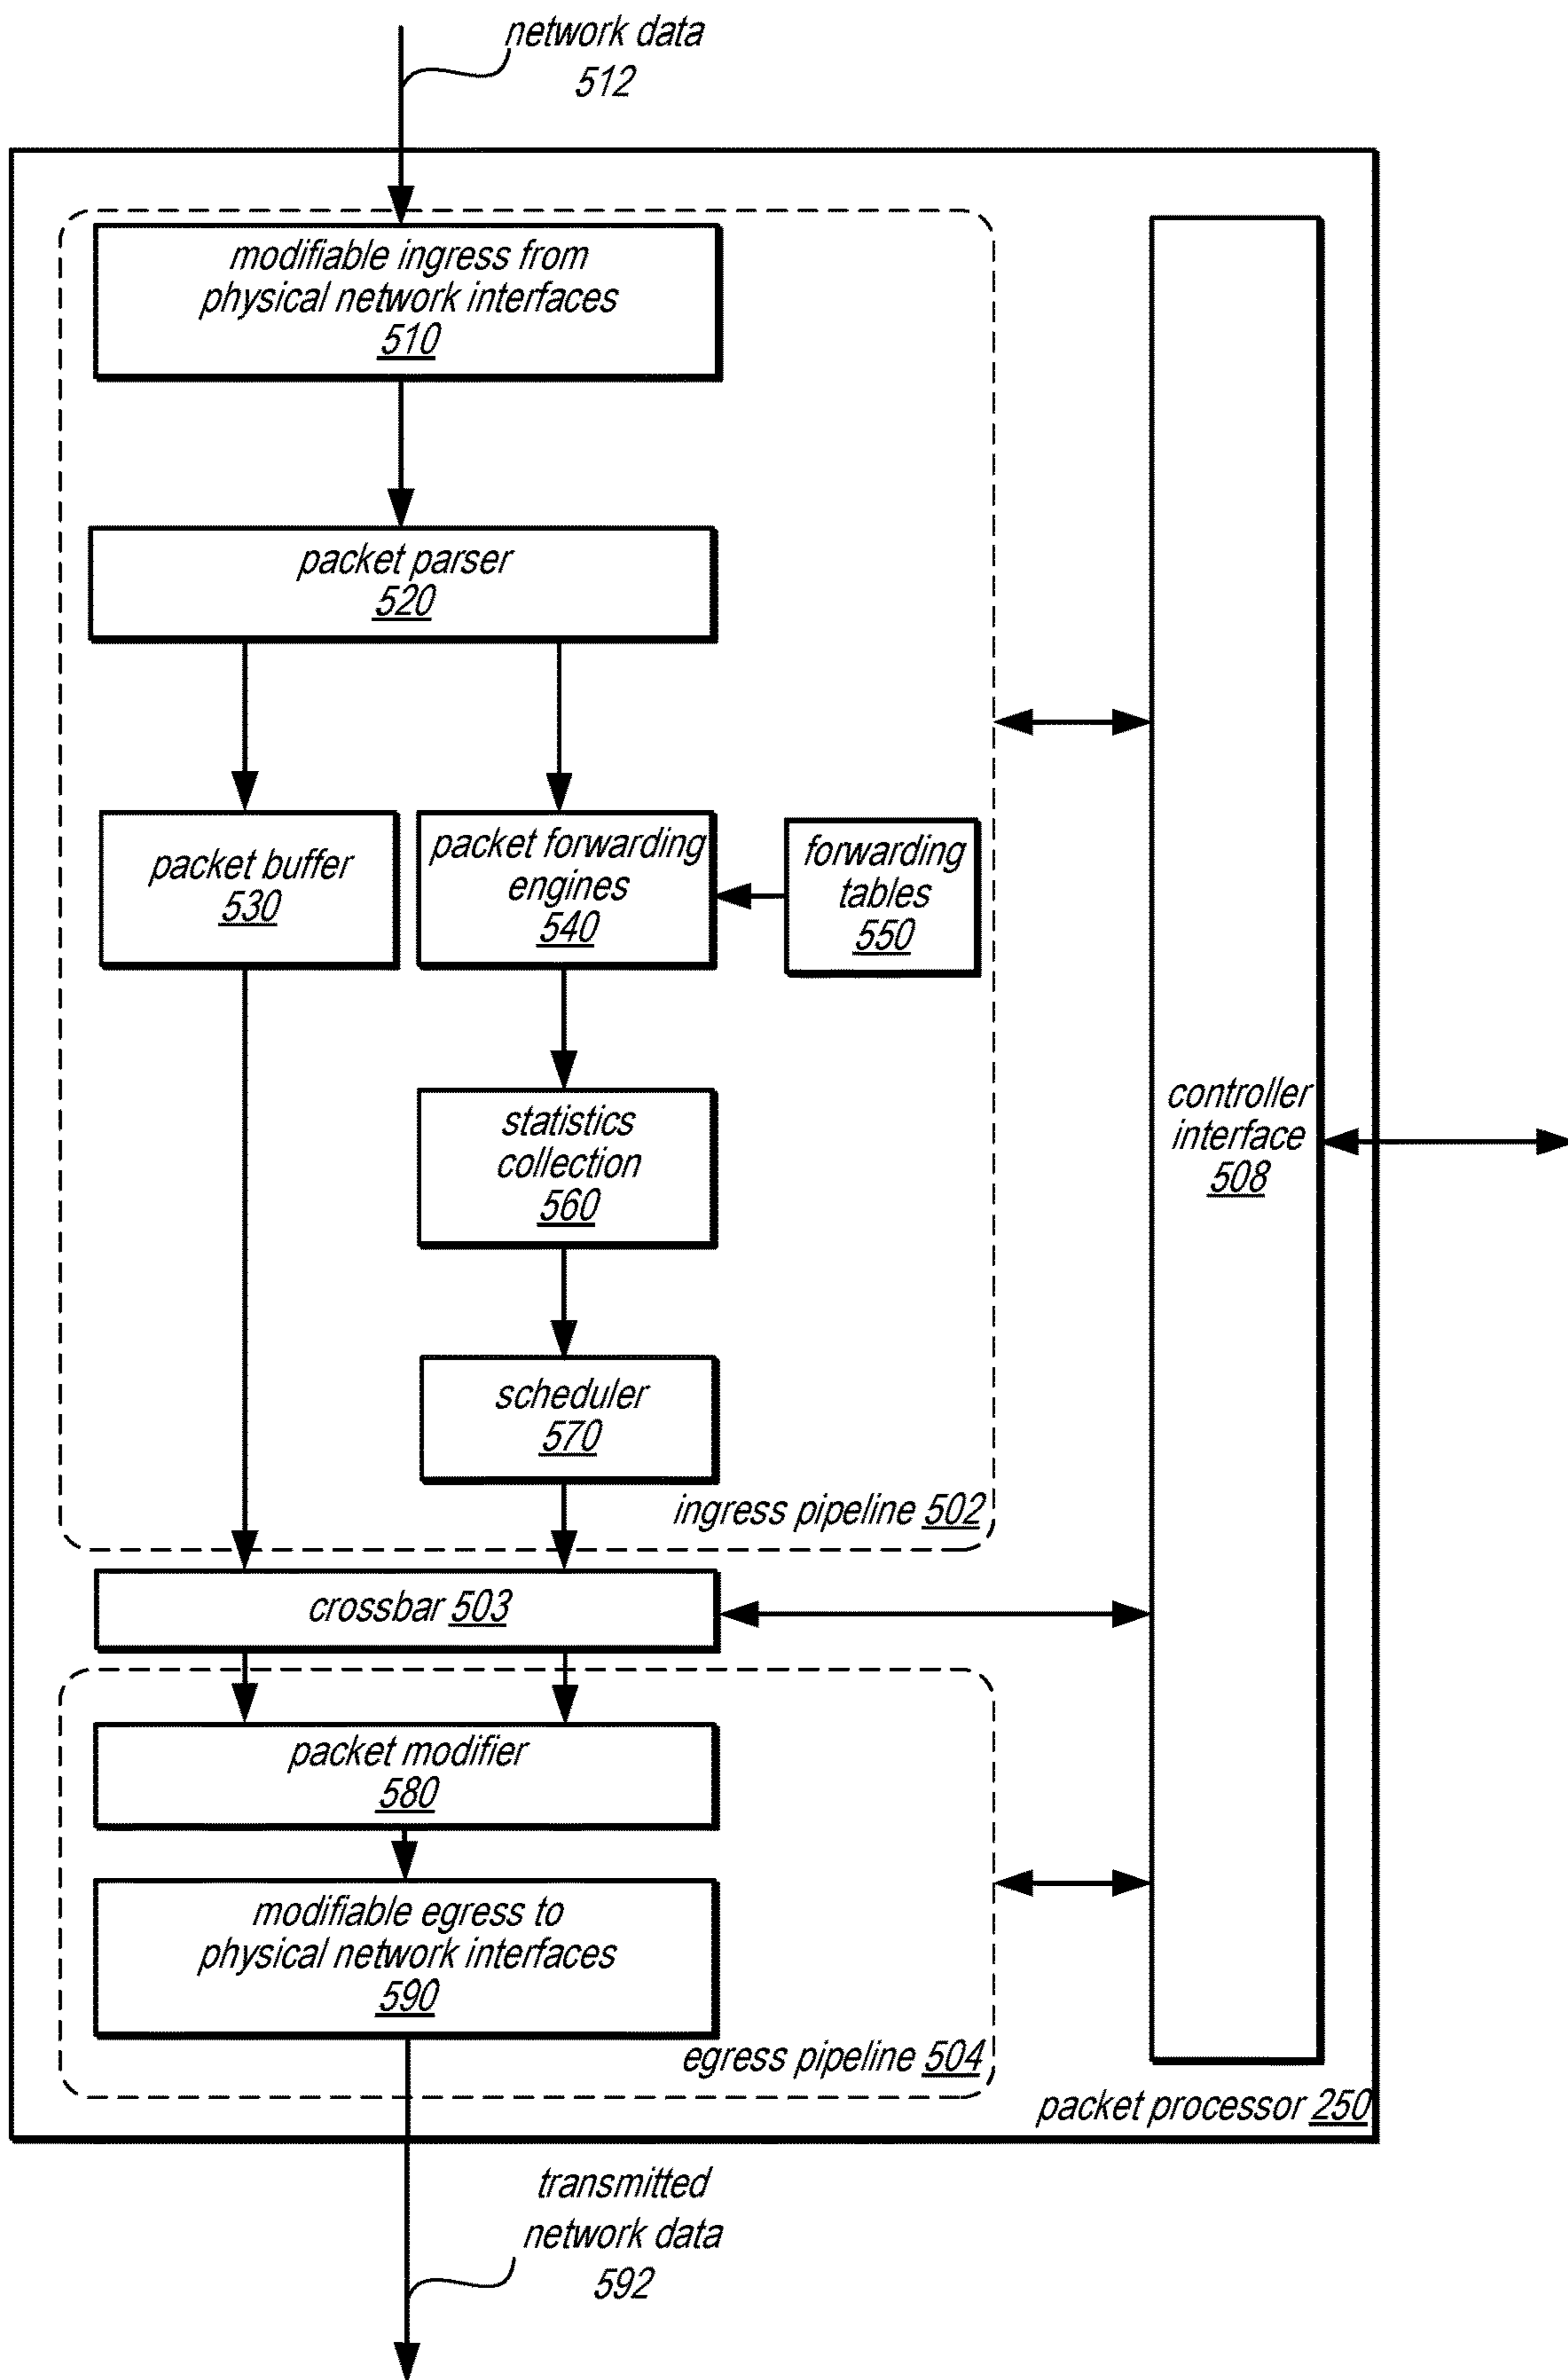 network data
512
modifiable ingress from
physical network interfaces
510
packet parser
520
packet buffer
530
packet forwarding
engines
540
forwarding
tables
550
statistics
collection
560
controller
interface
508
scheduler
570
ingress pipeline 502
crossbar 503
packet modifier
580
modifiable egress to
physical network interfaces
590
egress pipeline 504
packet processor 250
transmitted
network data
592